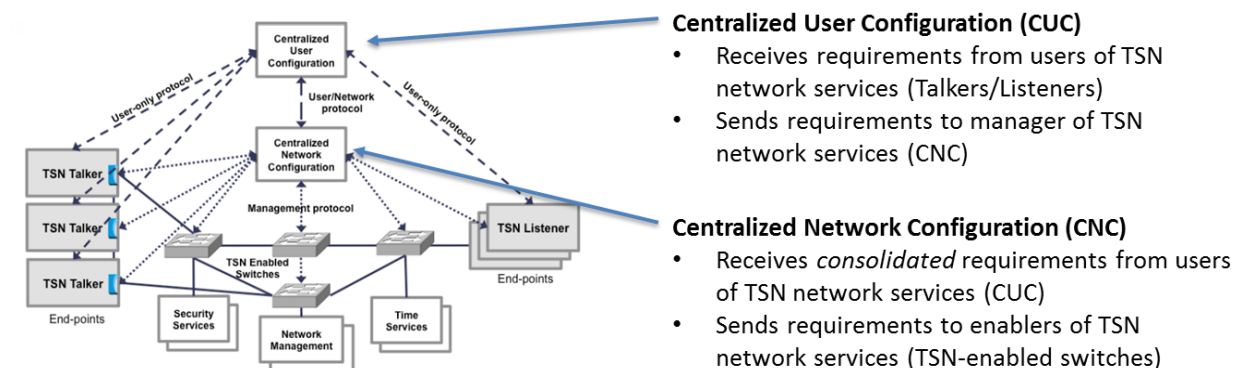 Centralized
User
Configuration
User-only protocol
User/Network
protocol
User-only protocol
Centralized
Network
Configuration
TSN Talker
TSN Talker
TSN Talker
End-points
Management protocol
TSN Enabled
Switches
TSN Listener
End-points
Security
Services
Network
Management
Time
Services
Centralized User Configuration (CUC)
• Receives requirements from users of TSN
network services (Talkers/Listeners)
• Sends requirements to manager of TSN
network services (CNC)
Centralized Network Configuration (CNC)
• Receives consolidated requirements from users
of TSN network services (CUC)
• Sends requirements to enablers of TSN
network services (TSN-enabled switches)